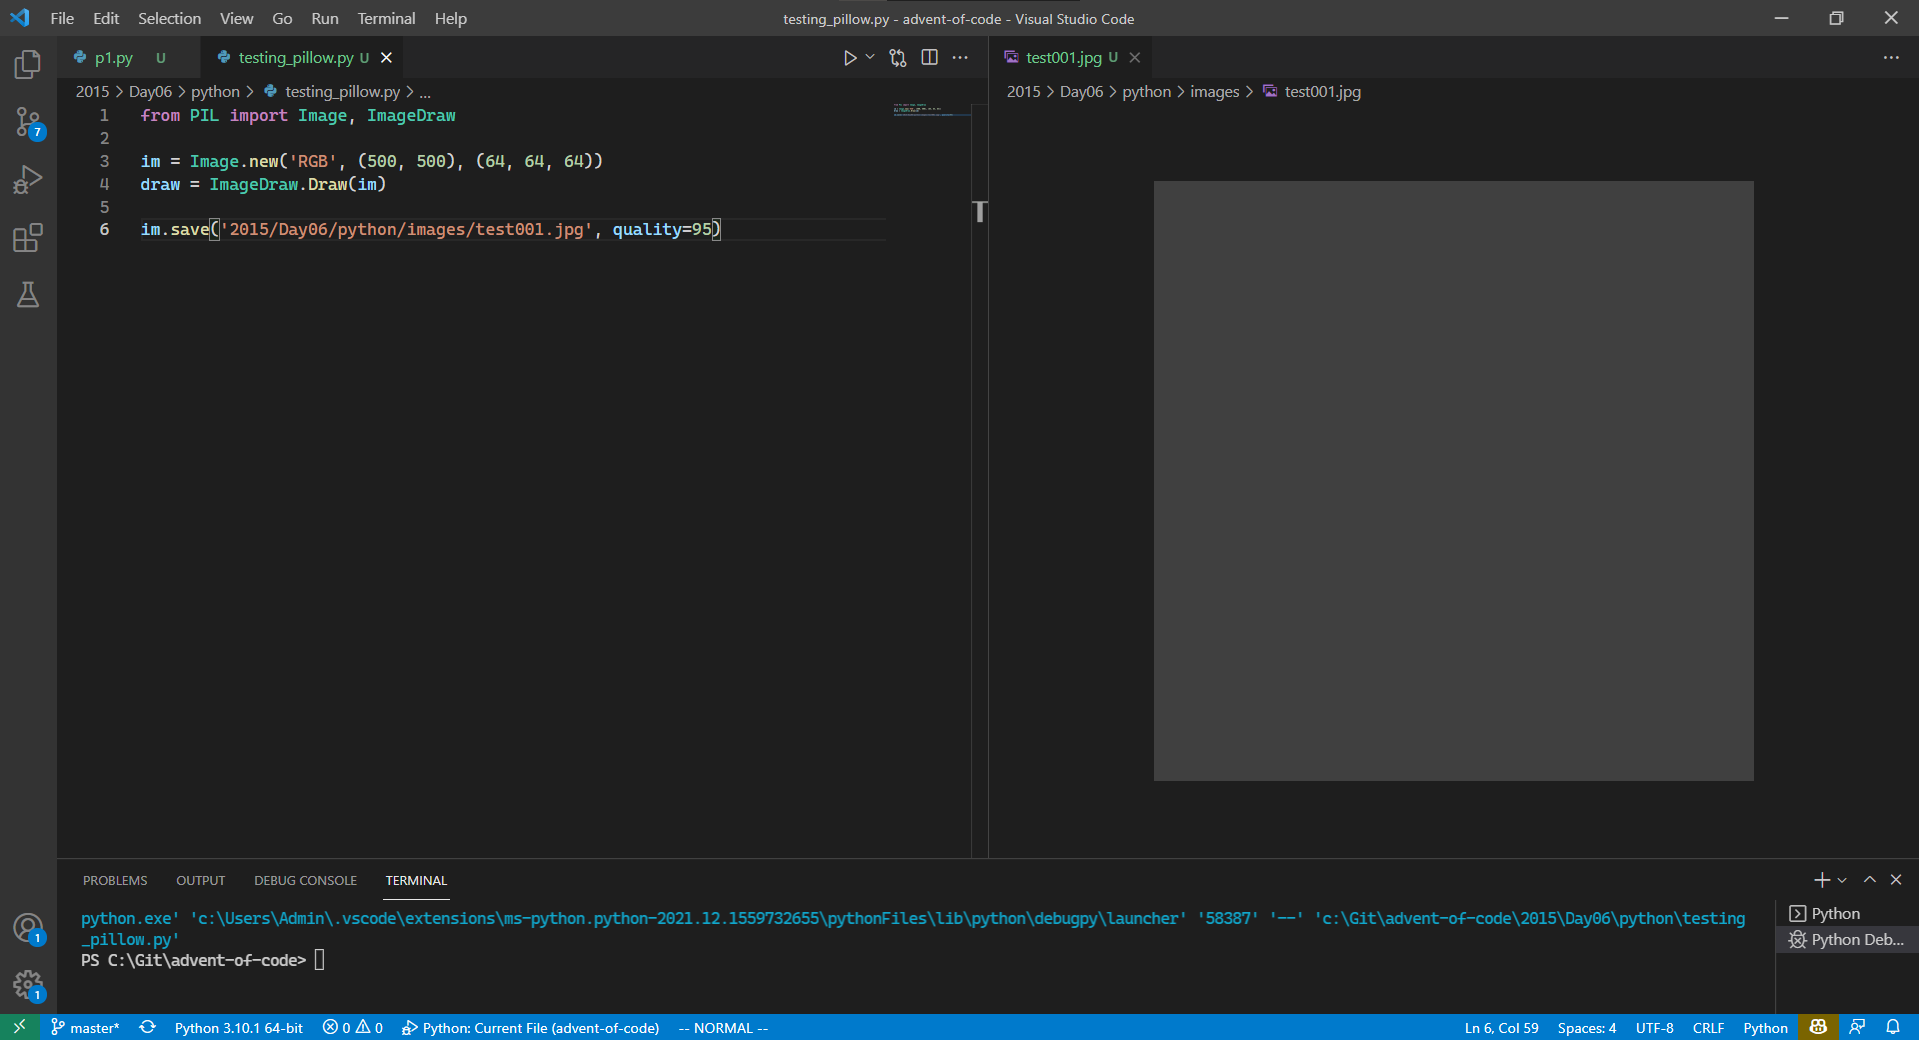 File Edit Selection View Go Run Terminal Help
testing_pillow.py - advent-of-code - Visual Studio Code
p1.py U
testing_pillow.py U
2015 > Day06 > python > testing_pillow.py > ...
1 from PIL import Image, ImageDraw
2
3 im = Image.new('RGB', (500, 500), (64, 64, 64))
4 draw = ImageDraw.Draw(im)
5
6 im.save('2015/Day06/python/images/test001.jpg', quality=95)
test001.jpg U
2015 > Day06 > python > images > test001.jpg
7
1
1
PROBLEMS OUTPUT DEBUG CONSOLE TERMINAL
python.exe' 'c:\Users\Admin\.vscode\extensions\ms-python.python-2021.12.1559732655\pythonFiles\lib\python\debugpy\launcher' '58387' '--' 'c:\Git\advent-of-code\2015\Day06\python\testing
_pillow.py'
PS C:\Git\advent-of-code>
Python
Python Deb...
master* Python 3.10.1 64-bit 0 0 Python: Current File (advent-of-code) -- NORMAL --
Ln 6, Col 59 Spaces: 4 UTF-8 CRLF Python